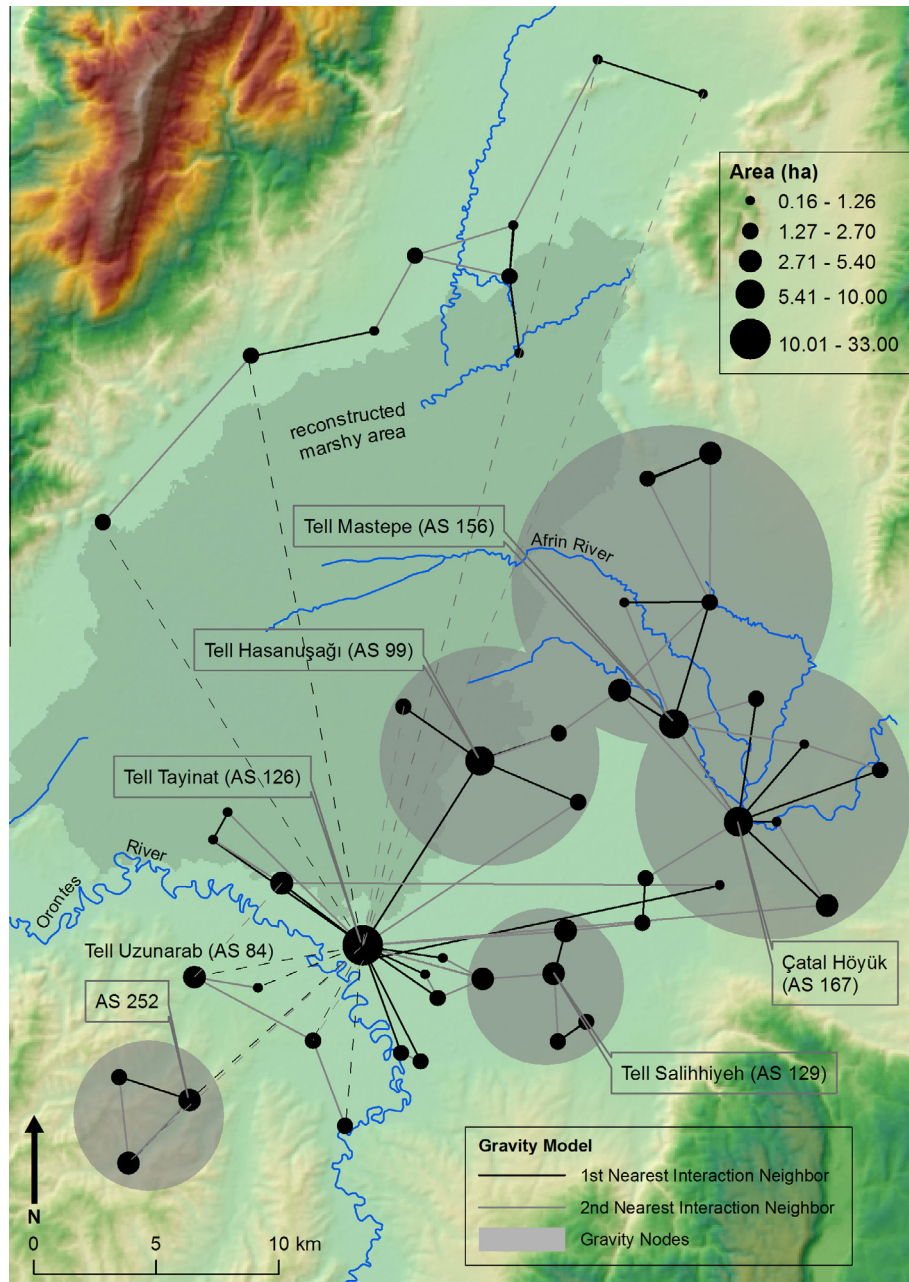 Area (ha)
0.16 - 1.26
1.27 - 2.70
2.71 - 5.40
5.41 - 10.00
10.01 - 33.00
reconstructed
marshy area
Tell Mastepe (AS 156)
Afrin River
Tell Hasanuşağı (AS 99)
Tell Tayinat (AS 126)
Orontes
River
Tell Uzunarab (AS 84)
AS 252
Çatal Höyük
(AS 167)
Tell Salihhiyeh (AS 129)
Gravity Model
1st Nearest Interaction Neighbor
2nd Nearest Interaction Neighbor
Gravity Nodes
N
0 5 10 km